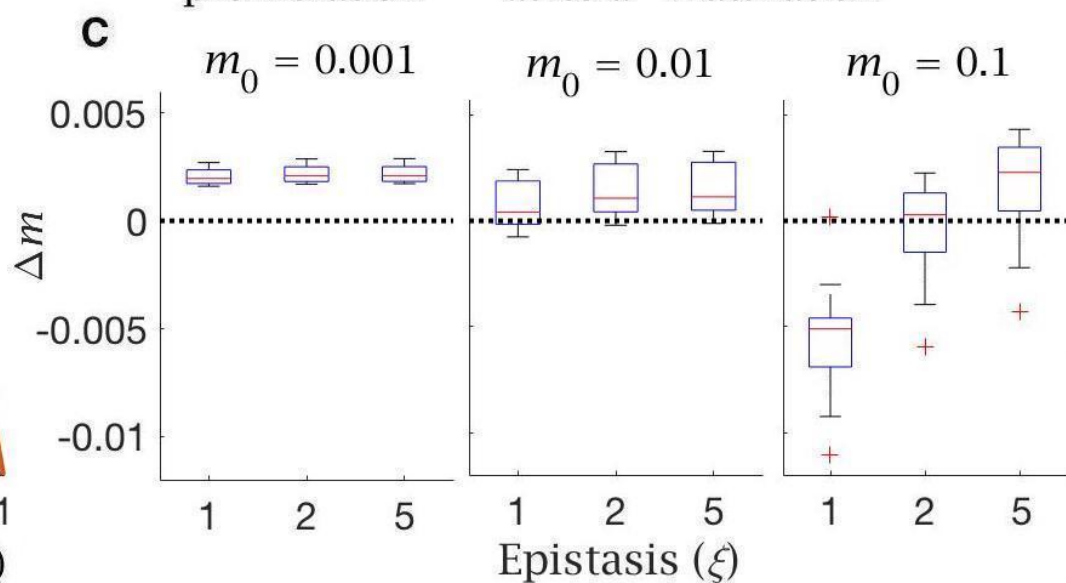 C
m0 = 0.001
m0 = 0.01
m0 = 0.1
0.005
0
-0.005
-0.01
Δm
1 2 5
1 2 5
1 2 5
Epistasis (ξ)
1
)